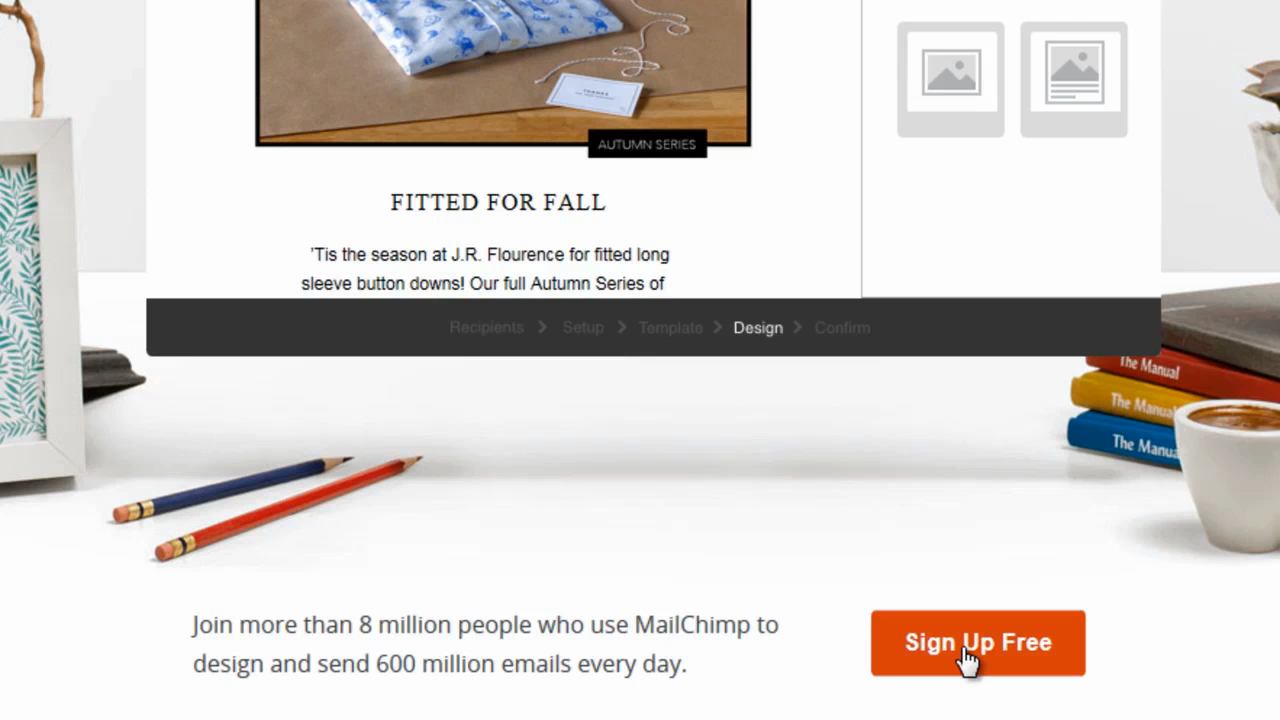 AUTUMN SERIES
FITTED FOR FALL
'Tis the season at J.R. Flourence for fitted long
sleeve button downs! Our full Autumn Series of
Recipients > Setup > Template > Design > Confirm
The Manual
The Manua
The Manua
Join more than 8 million people who use MailChimp to
design and send 600 million emails every day.
Sign Up Free